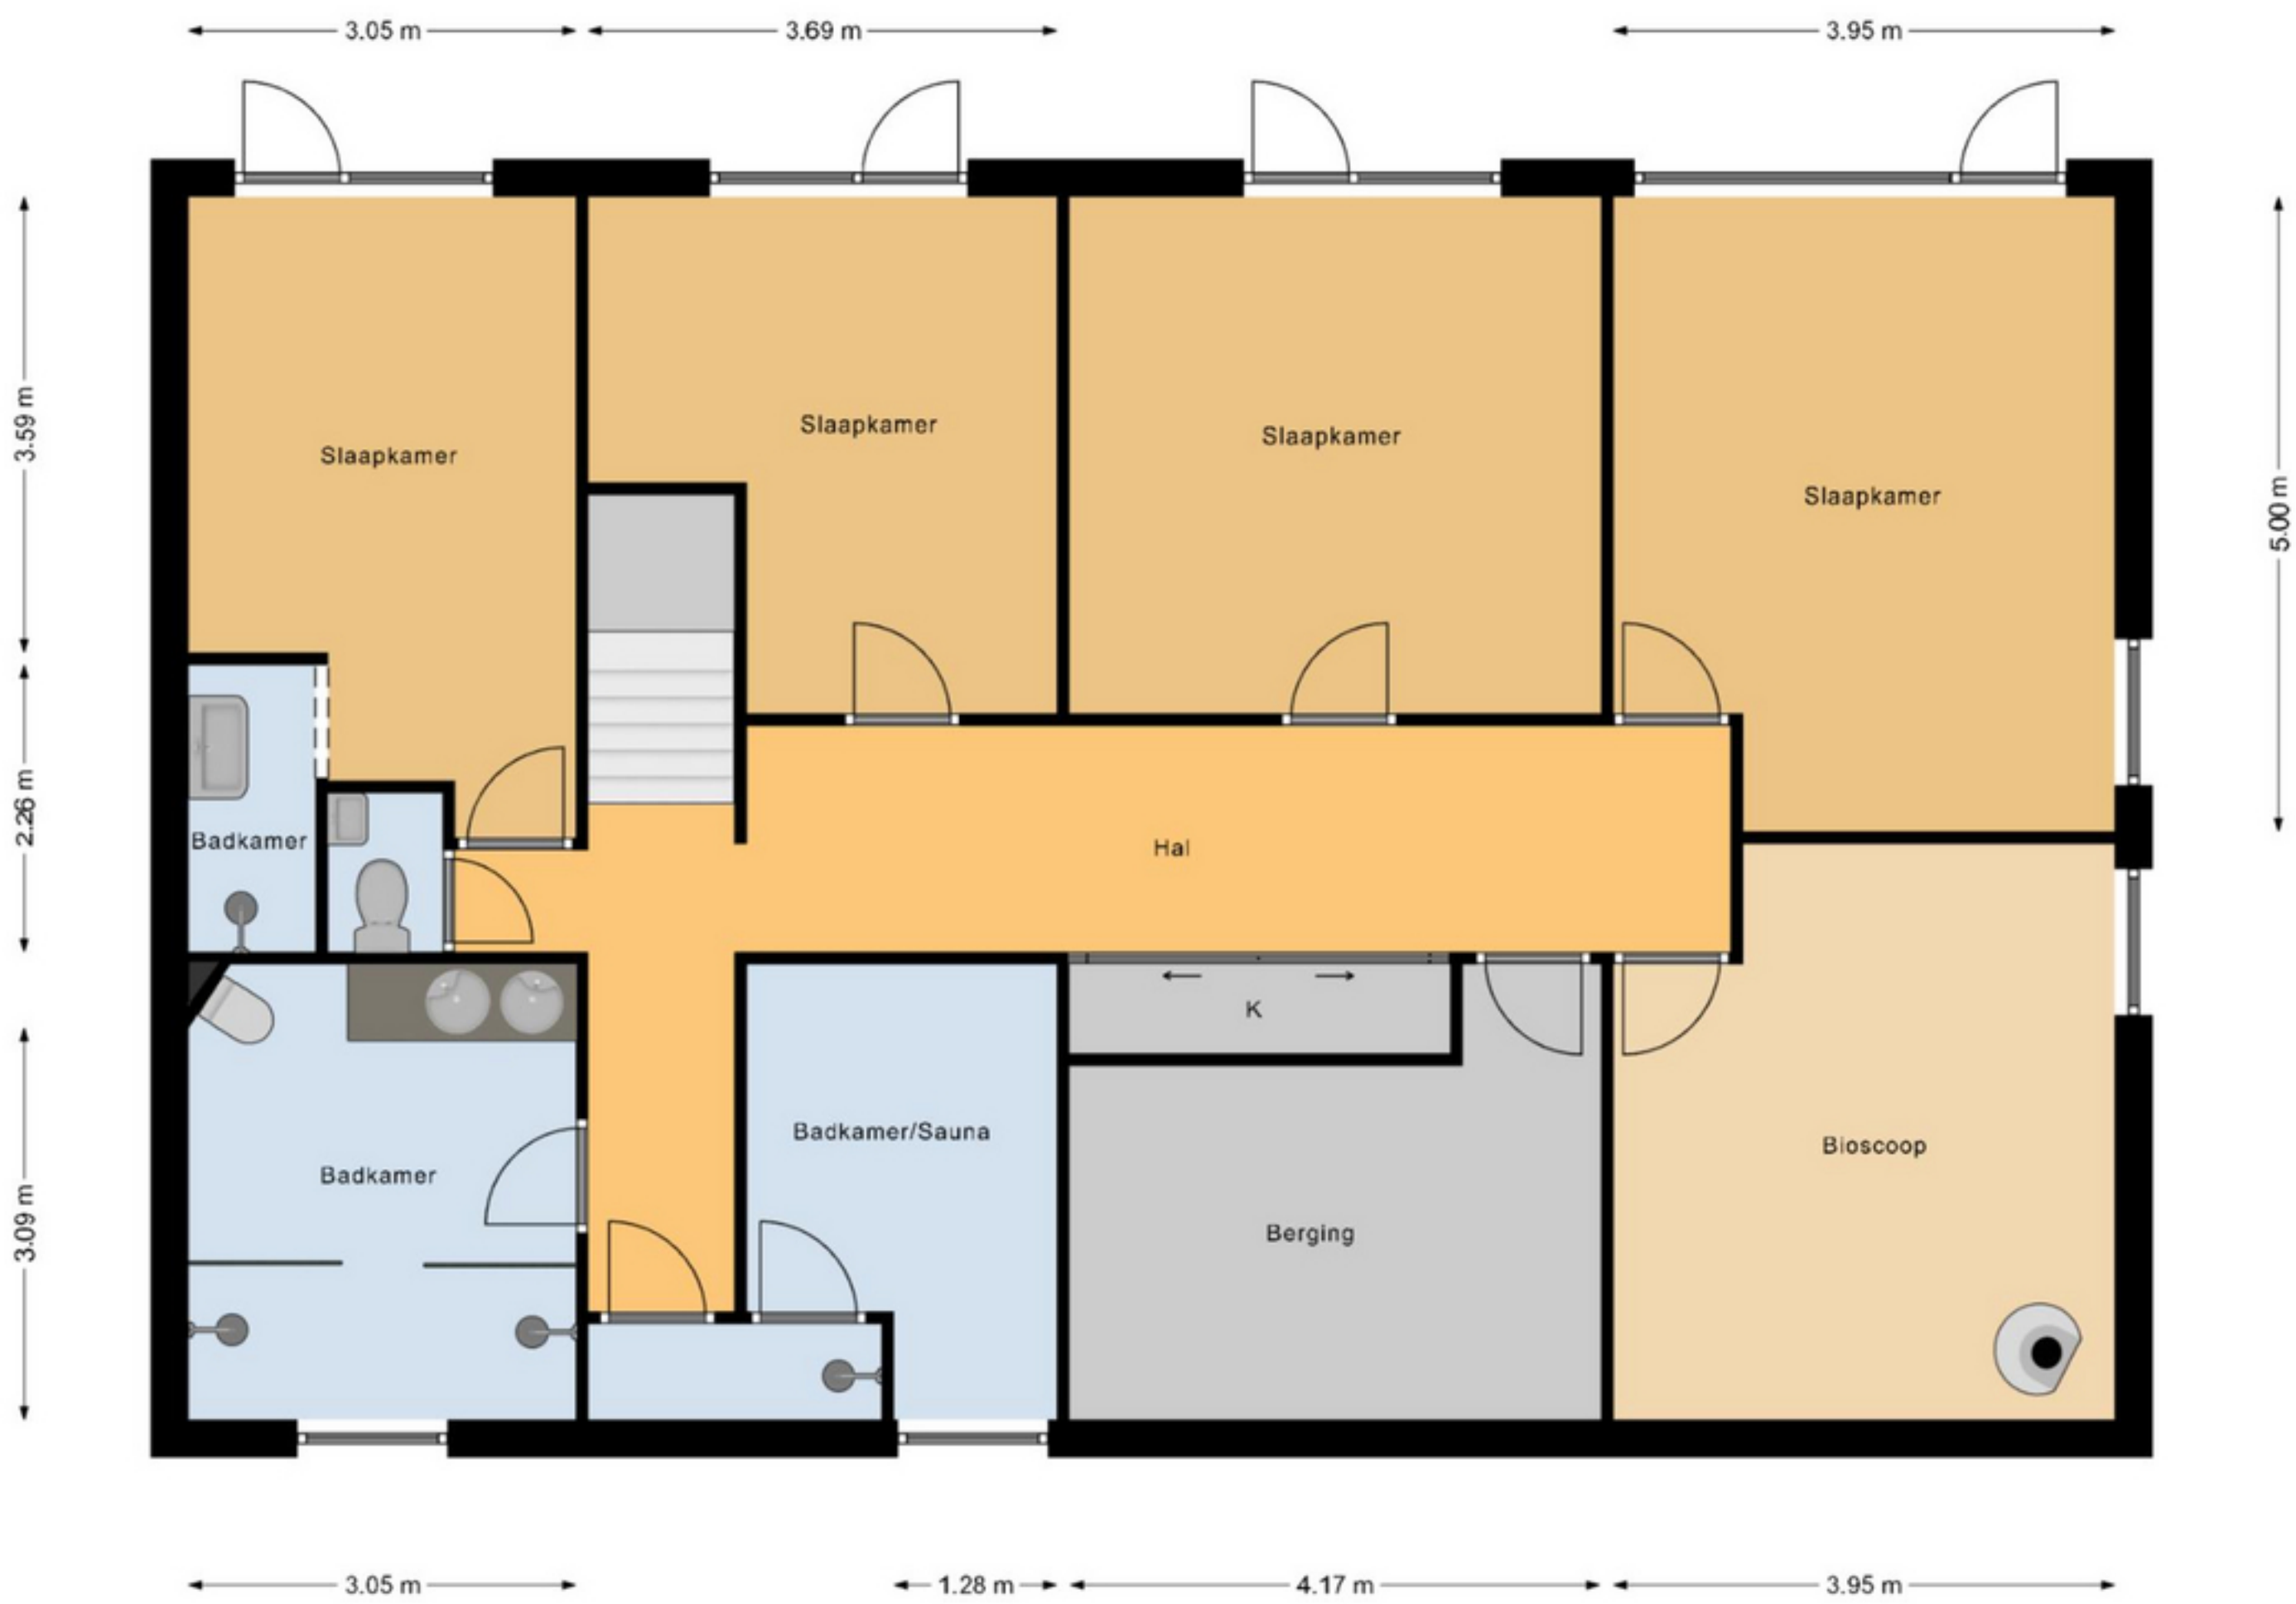 3.05 m
3.69 m
3.95 m
3.59 m
5.00 m
Slaapkamer
Slaapkamer
Slaapkamer
Slaapkamer
2.26 m
Badkamer
Hal
K
3.09 m
Badkamer
Badkamer/Sauna
Berging
Bioscoop
3.05 m
1.28 m
4.17 m
3.95 m